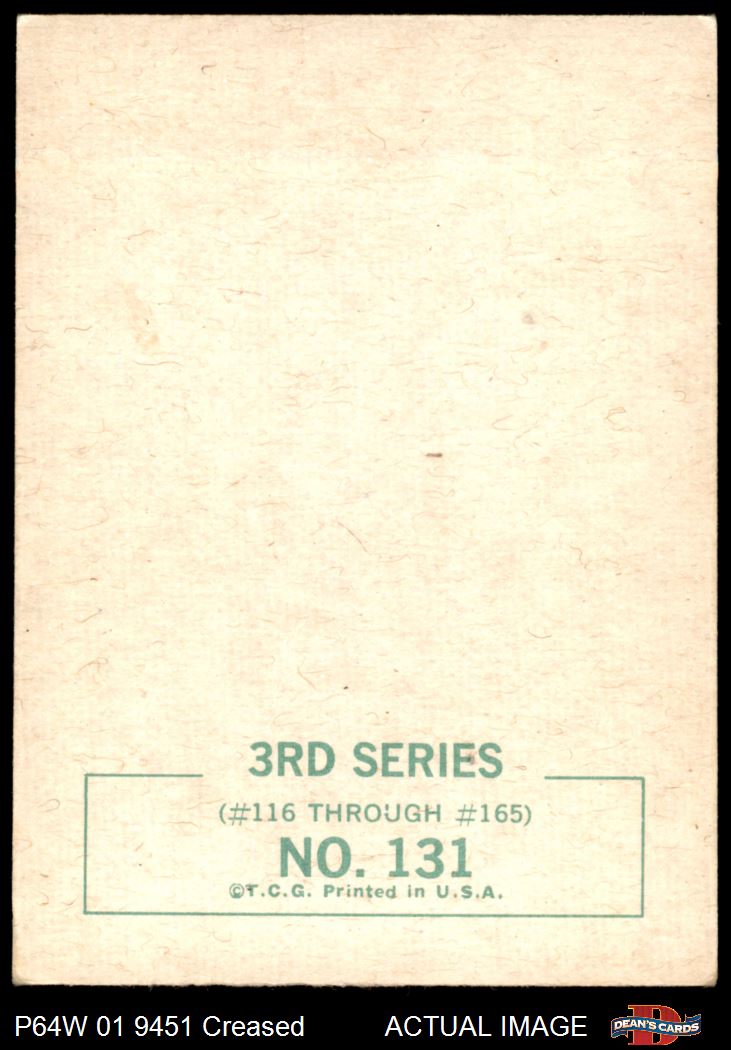 3RD SERIES
(#116 THROUGH #165)
NO. 131
©T.C.G. Printed in U.S.A.
P64W 01 9451 Creased
ACTUAL IMAGE
D
DEAN'S CARDS